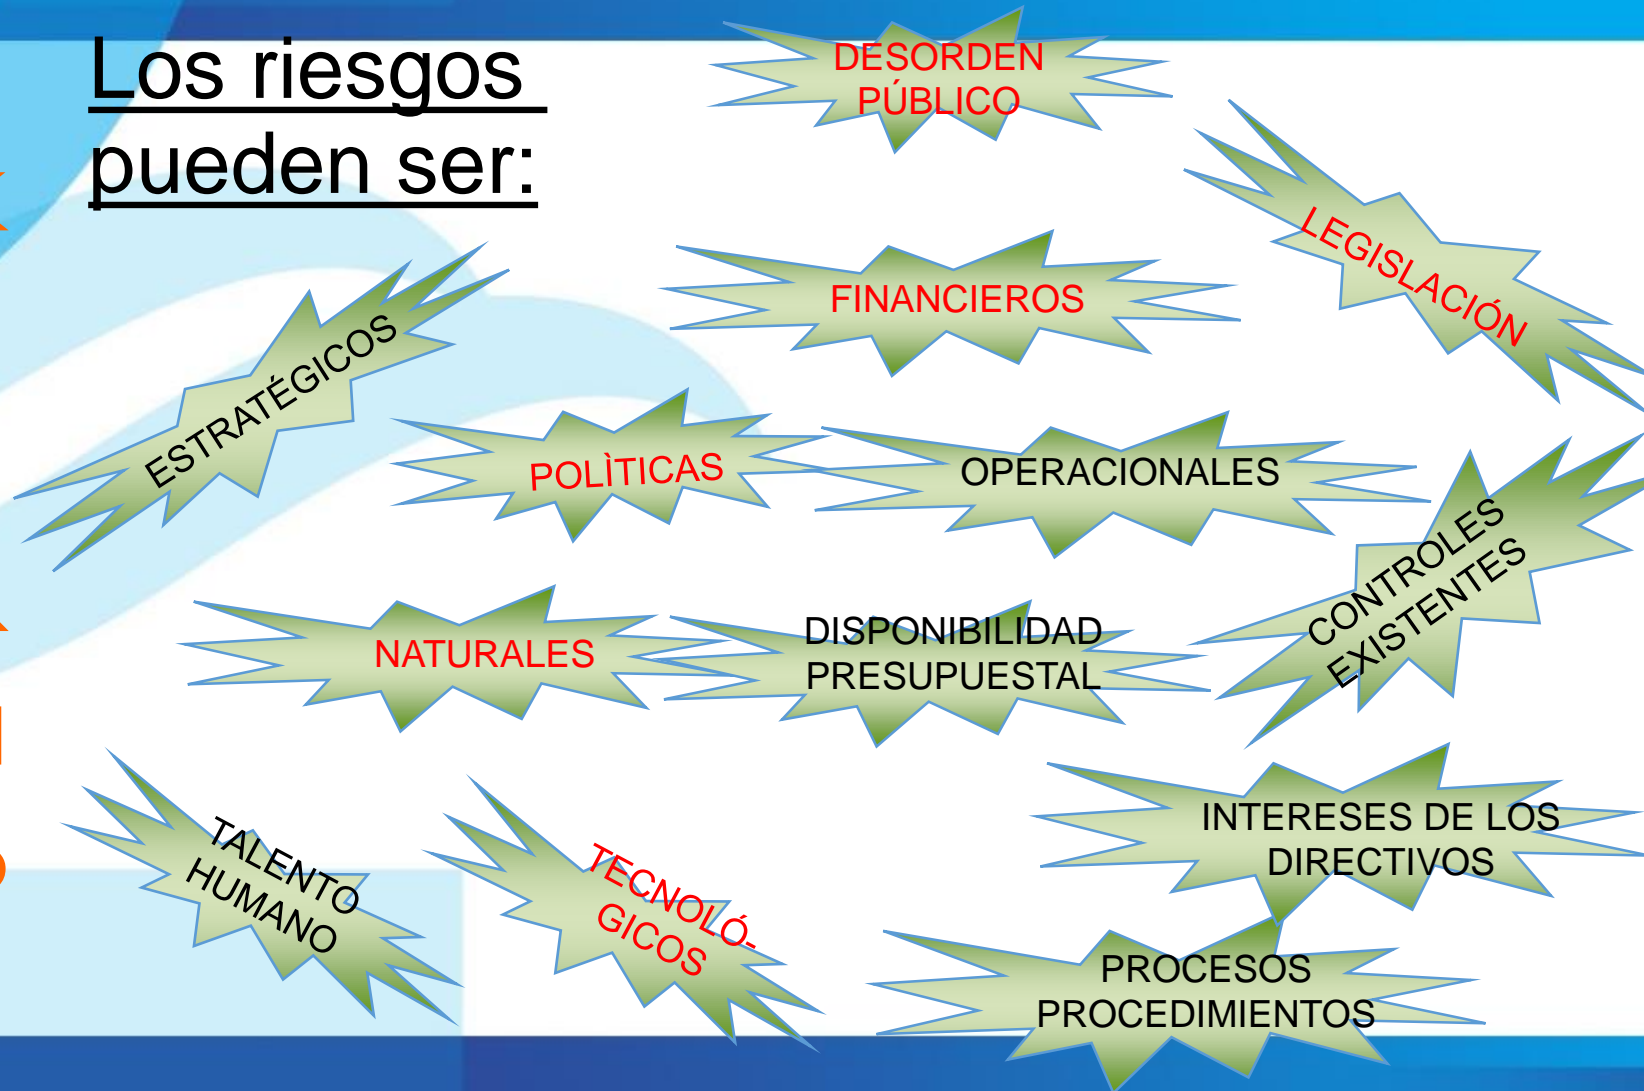 Los riesgos
pueden ser:
DESORDEN
PÚBLICO
LEGISLACIÓN
FINANCIEROS
ESTRATÉGICOS
POLÌTICAS
OPERACIONALES
CONTROLES
EXISTENTES
NATURALES
DISPONIBILIDAD
PRESUPUESTAL
TALENTO
HUMANO
TECNOLÓ-
GICOS
INTERESES DE LOS
DIRECTIVOS
PROCESOS
PROCEDIMIENTOS